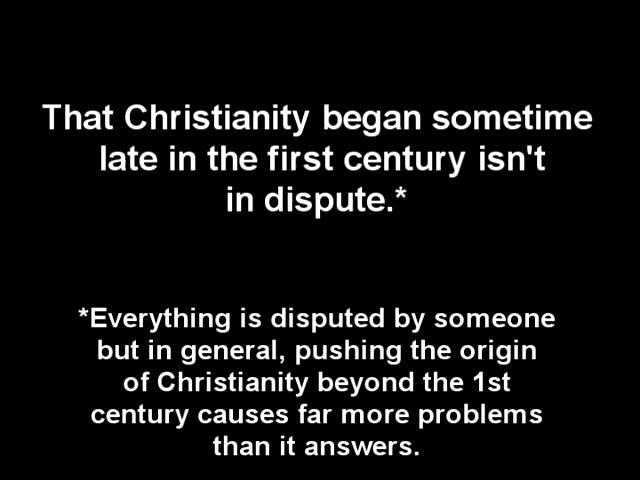 That Christianity began sometime
late in the first century isn't
in dispute.*
*Everything is disputed by someone
but in general, pushing the origin
of Christianity beyond the 1st
century causes far more problems
than it answers.